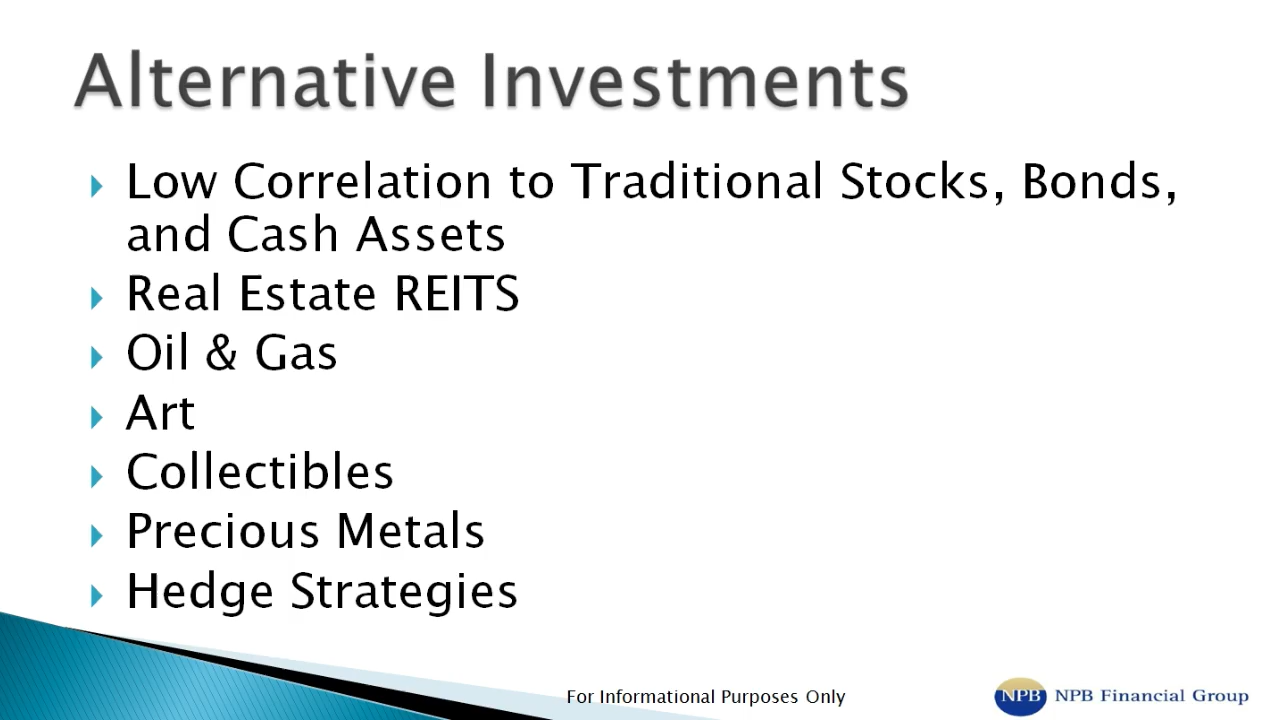 Alternative Investments
Low Correlation to Traditional Stocks, Bonds,
and Cash Assets
Real Estate REITS
Oil & Gas
Art
Collectibles
Precious Metals
Hedge Strategies
For Informational Purposes Only
NPB NPB Financial Group